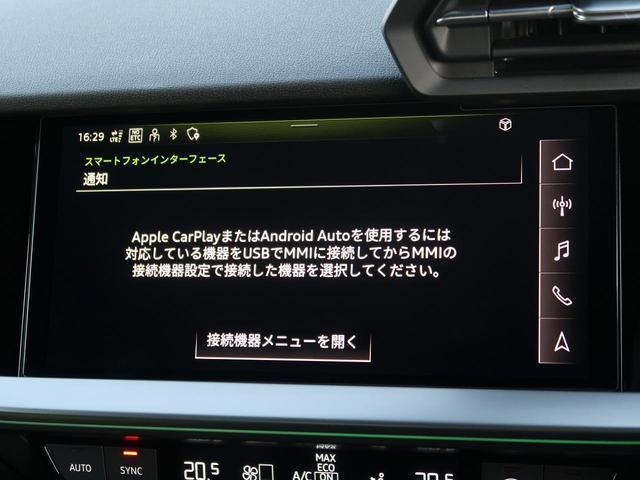 16:29 LTE NO ETC
スマートフォンインターフェース
通知
Apple CarPlayまたはAndroid Autoを使用するには
対応している機器をUSBでMMIに接続してからMMIの
接続機器設定で接続した機器を選択してください。
接続機器メニューを開く
AUTO SYNC 20.5 A/C MAX
ECO
ON